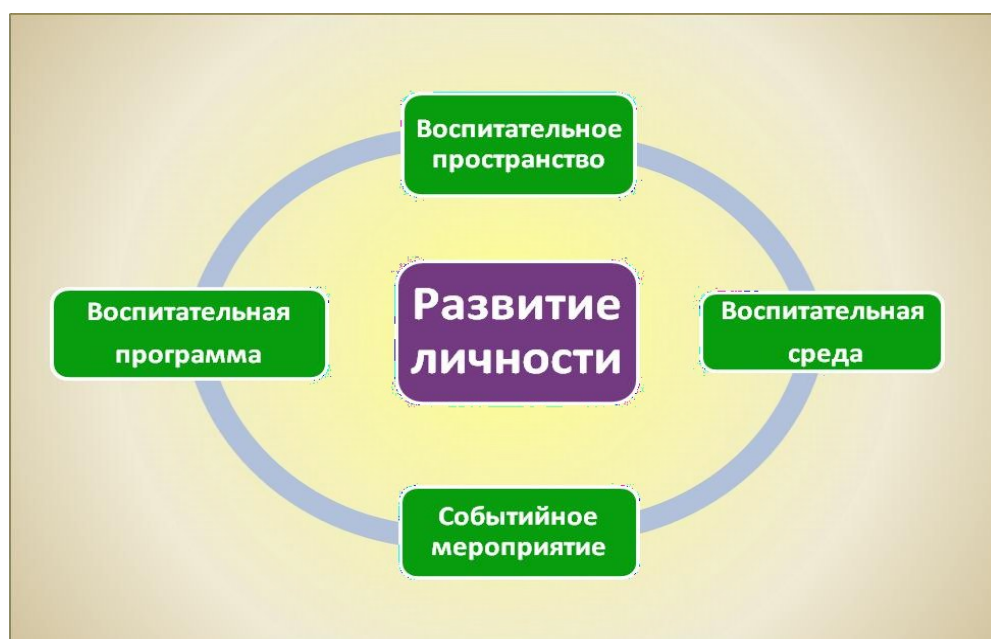 Воспитательное
пространство
Воспитательная
программа
Развитие
личности
Воспитательная
среда
Событийное
мероприятие